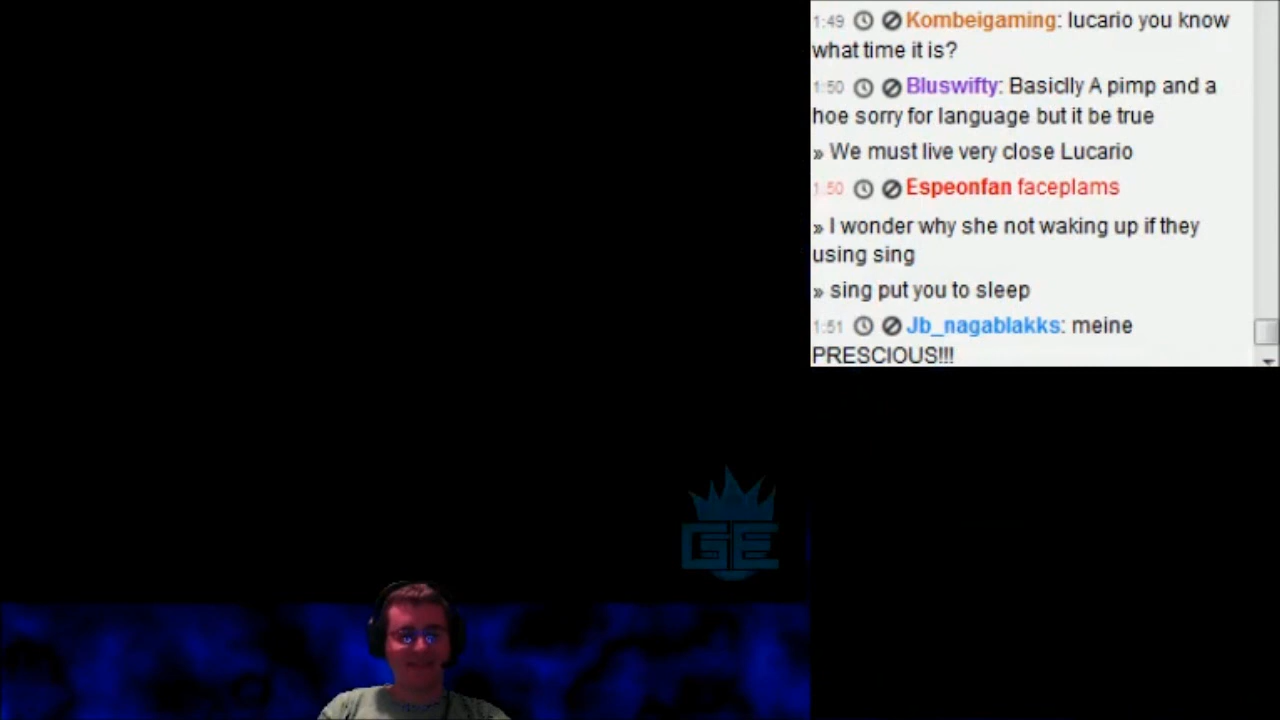 1:49 Kombeigaming: lucario you know
what time it is?
1:50 Bluswifty: Basiclly A pimp and a
hoe sorry for language but it be true
» We must live very close Lucario
1:50 Espeonfan faceplams
» I wonder why she not waking up if they
using sing
» sing put you to sleep
1:51 Jb_nagablakks: meine
PRESCIOUS!!!
GE